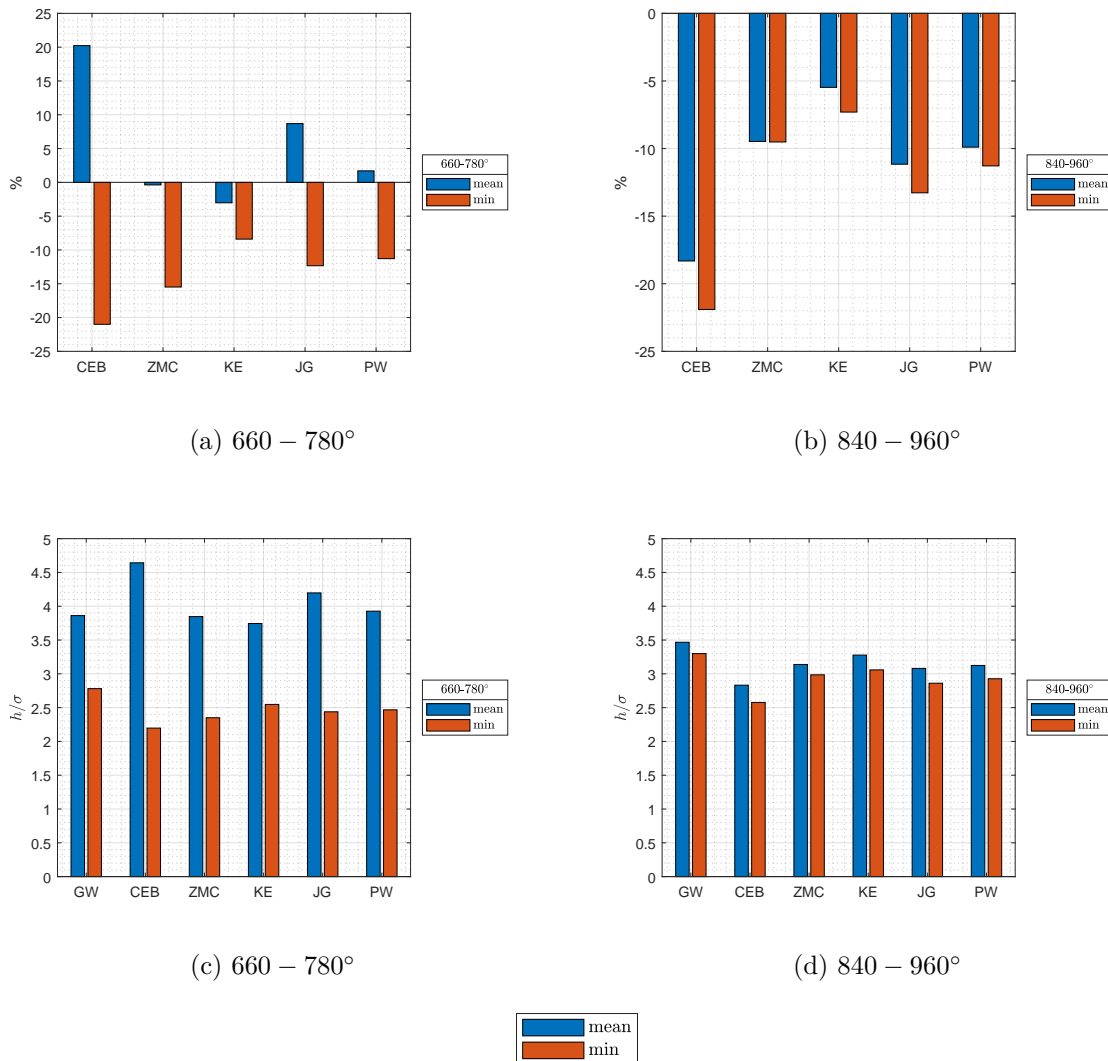 25
20
15
10
5
0
-5
-10
-15
-20
-25
%
CEB ZMC KE JG PW
660-780°
mean
min
(a) 660 − 780°
0
-5
-10
-15
-20
-25
%
CEB ZMC KE JG PW
840-960°
mean
min
(b) 840 − 960°
5
4.5
4
3.5
3
2.5
2
1.5
1
0.5
0
h/σ
GW CEB ZMC KE JG PW
660-780°
mean
min
(c) 660 − 780°
5
4.5
4
3.5
3
2.5
2
1.5
1
0.5
0
h/σ
GW CEB ZMC KE JG PW
840-960°
mean
min
(d) 840 − 960°
mean
min